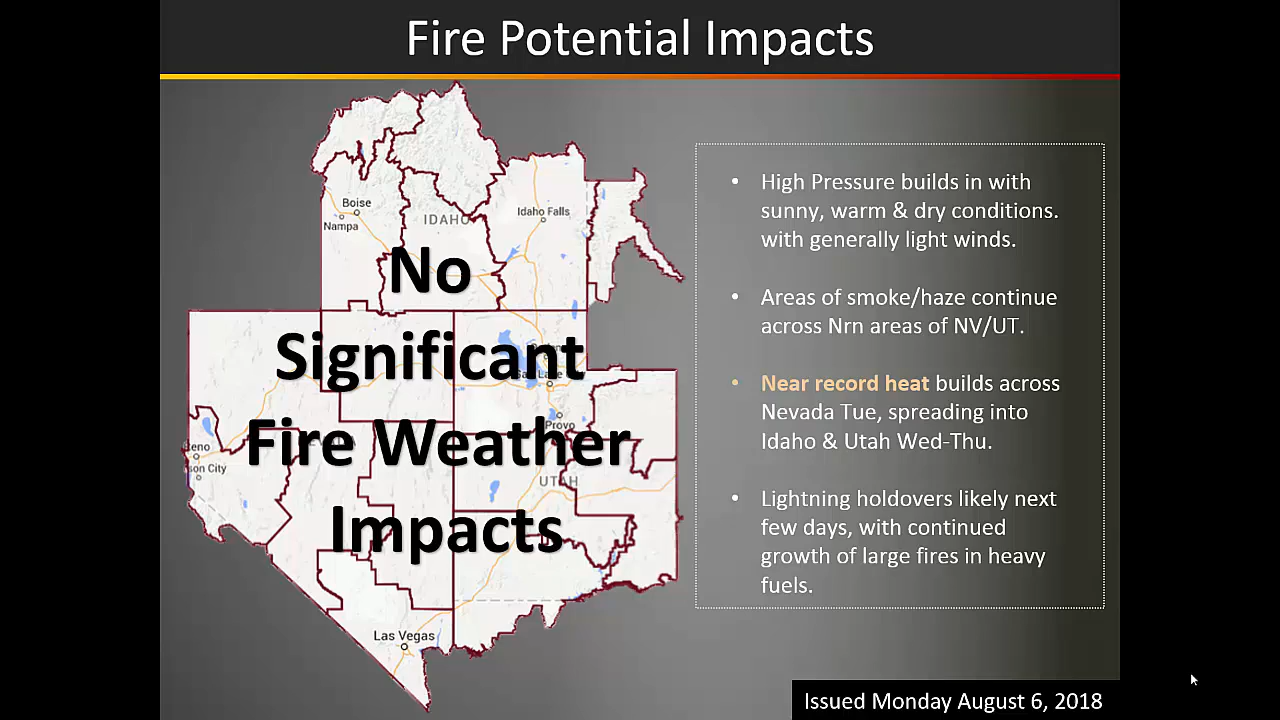 Fire Potential Impacts
Boise
Nampa
IDAHO
Idaho Falls
No
Significant
Fire Weather
Impacts
Provo
UTAH
Las Vegas
• High Pressure builds in with
sunny, warm & dry conditions.
with generally light winds.
• Areas of smoke/haze continue
across Nrn areas of NV/UT.
• Near record heat builds across
Nevada Tue, spreading into
Idaho & Utah Wed-Thu.
• Lightning holdovers likely next
few days, with continued
growth of large fires in heavy
fuels.
Issued Monday August 6, 2018